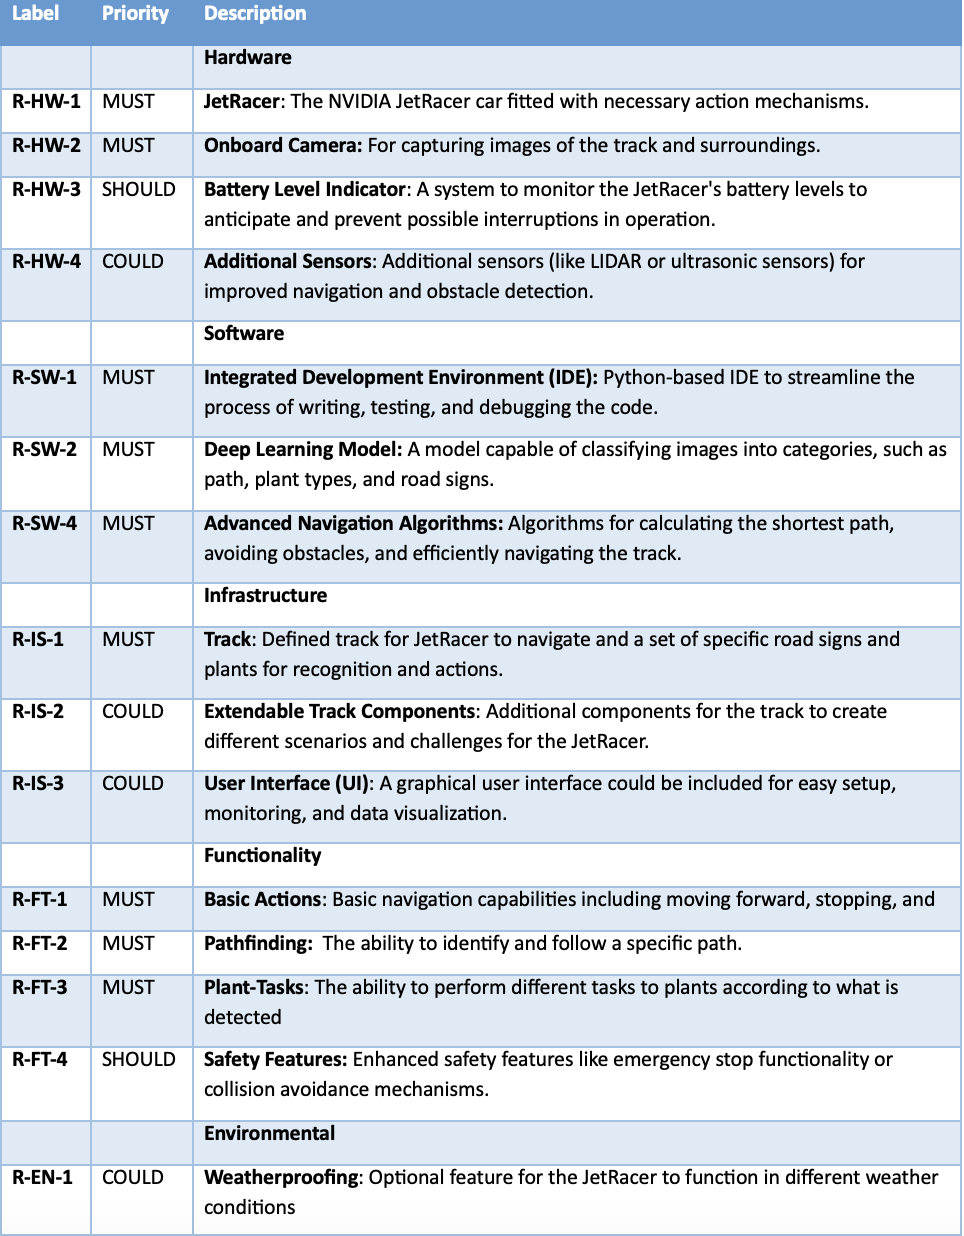 Label Priority Description
Hardware
R-HW-1 MUST JetRacer: The NVIDIA JetRacer car fitted with necessary action mechanisms.
R-HW-2 MUST Onboard Camera: For capturing images of the track and surroundings.
R-HW-3 SHOULD Battery Level Indicator: A system to monitor the JetRacer's battery levels to
anticipate and prevent possible interruptions in operation.
R-HW-4 COULD Additional Sensors: Additional sensors (like LIDAR or ultrasonic sensors) for
improved navigation and obstacle detection.
Software
R-SW-1 MUST Integrated Development Environment (IDE): Python-based IDE to streamline the
process of writing, testing, and debugging the code.
R-SW-2 MUST Deep Learning Model: A model capable of classifying images into categories, such as
path, plant types, and road signs.
R-SW-4 MUST Advanced Navigation Algorithms: Algorithms for calculating the shortest path,
avoiding obstacles, and efficiently navigating the track.
Infrastructure
R-IS-1 MUST Track: Defined track for JetRacer to navigate and a set of specific road signs and
plants for recognition and actions.
R-IS-2 COULD Extendable Track Components: Additional components for the track to create
different scenarios and challenges for the JetRacer.
R-IS-3 COULD User Interface (UI): A graphical user interface could be included for easy setup,
monitoring, and data visualization.
Functionality
R-FT-1 MUST Basic Actions: Basic navigation capabilities including moving forward, stopping, and
R-FT-2 MUST Pathfinding: The ability to identify and follow a specific path.
R-FT-3 MUST Plant-Tasks: The ability to perform different tasks to plants according to what is
detected
R-FT-4 SHOULD Safety Features: Enhanced safety features like emergency stop functionality or
collision avoidance mechanisms.
Environmental
R-EN-1 COULD Weatherproofing: Optional feature for the JetRacer to function in different weather
conditions